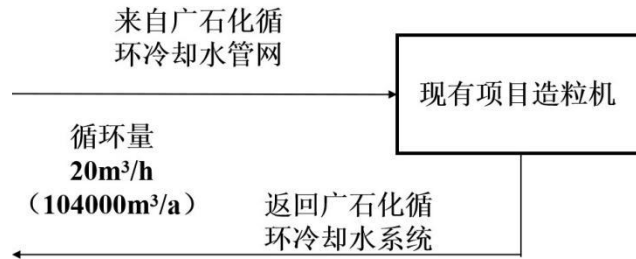 来自广石化循
环冷却水管网
现有项目造粒机
循环量
20m³/h
（104000m³/a）
返回广石化循
环冷却水系统